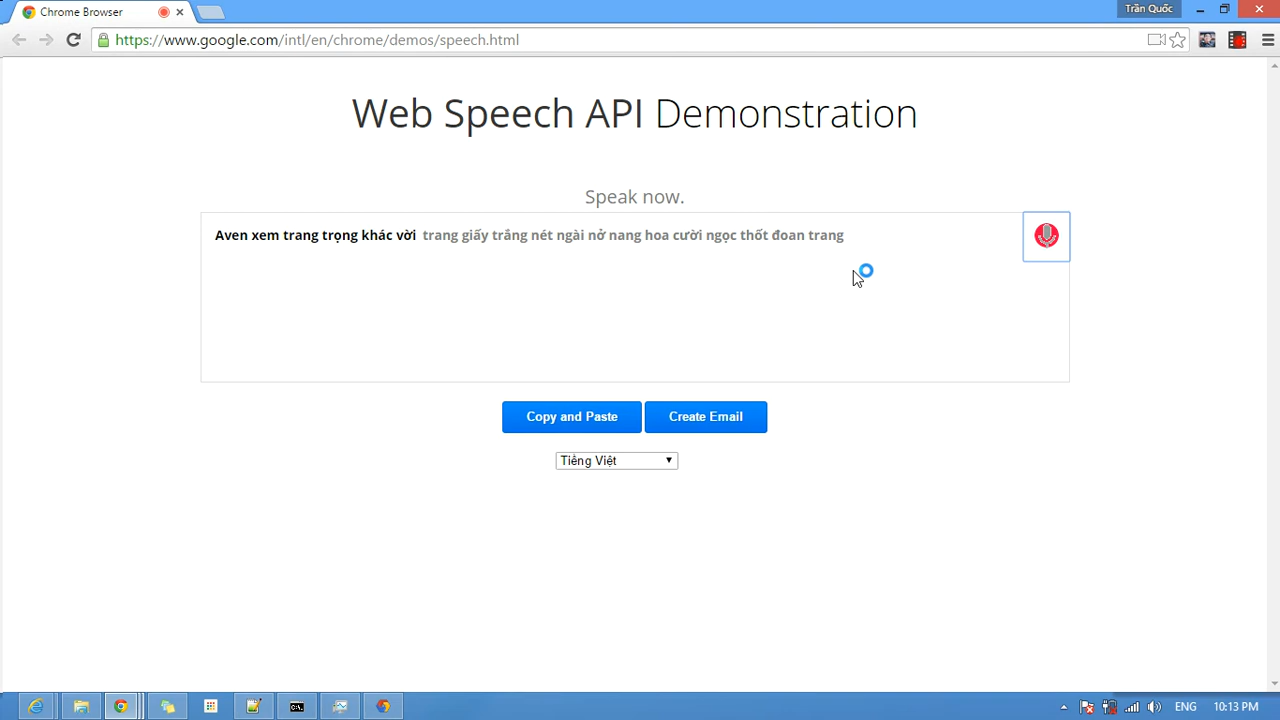 Chrome Browser
Trần Quốc
https://www.google.com/intl/en/chrome/demos/speech.html
Web Speech API Demonstration
Speak now.
Aven xem trang trọng khác vời trang giấy trắng nét ngài nở nang hoa cười ngọc thốt đoan trang
Copy and Paste Create Email
Tiếng Việt
ENG 10:13 PM